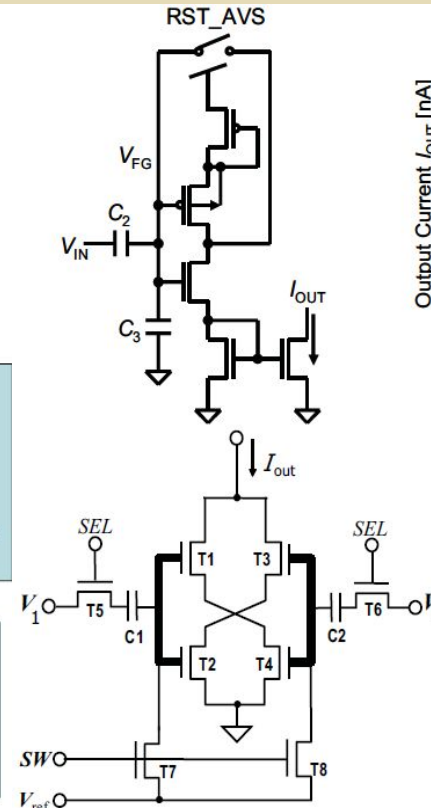 RST_AVS
V_FG
C_2
V_IN
C_3
I_OUT
Output Current I_OUT [nA]
I_out
SEL
SEL
T1
T3
V_1
T5
C1
C2
T6
V
T2
T4
SW
T7
T8
V_ref